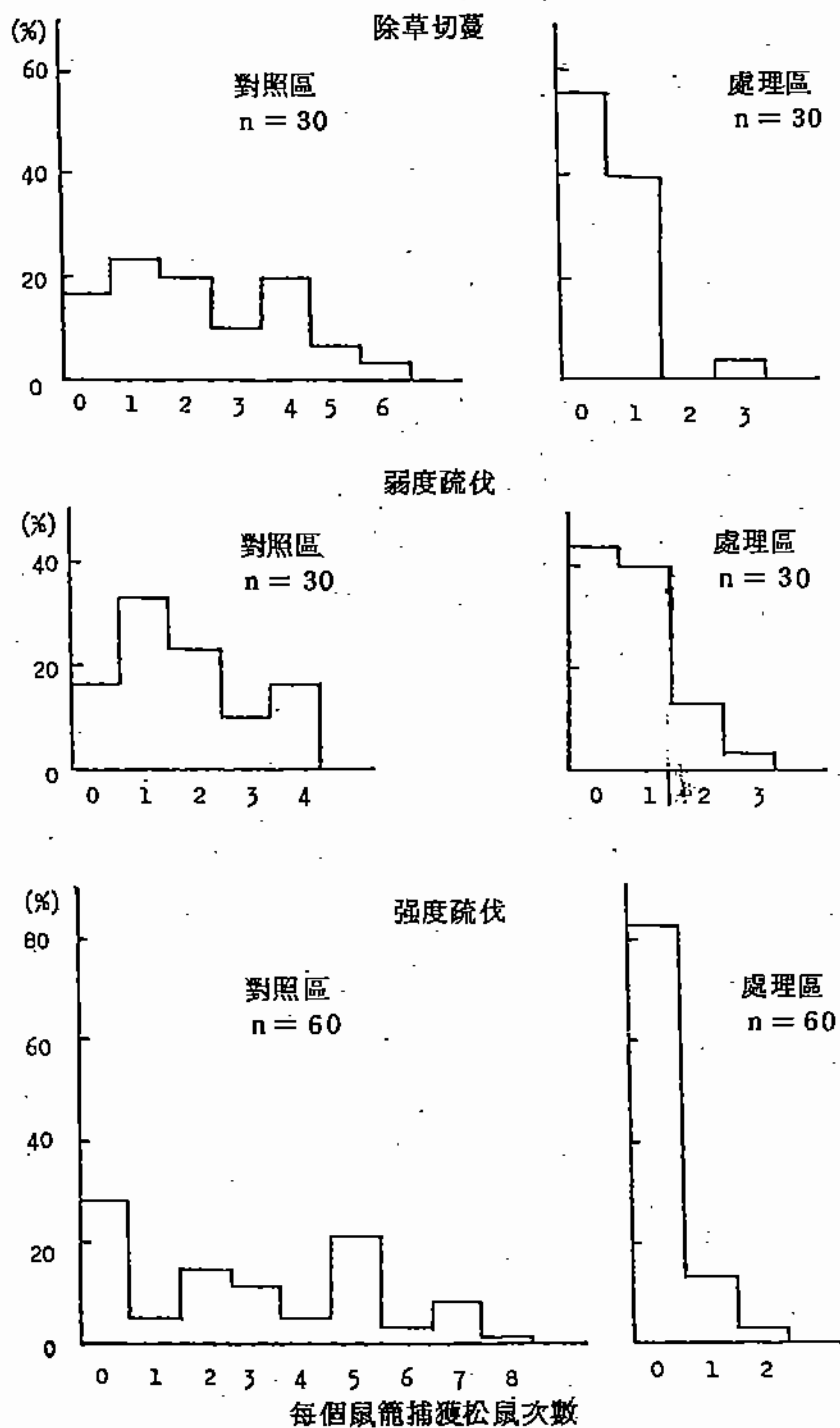 除草切蔓
(%)
60
40
20
0
對照區
n = 30
0 1 2 3 4 5 6
處理區
n = 30
0 1 2 3
弱度疏伐
(%)
40
20
0
對照區
n = 30
0 1 2 3 4
處理區
n = 30
0 1 2 3
强度疏伐
(%)
80
60
40
20
0
對照區
n = 60
0 1 2 3 4 5 6 7 8
處理區
n = 60
0 1 2
每個鼠籠捕獲松鼠次數